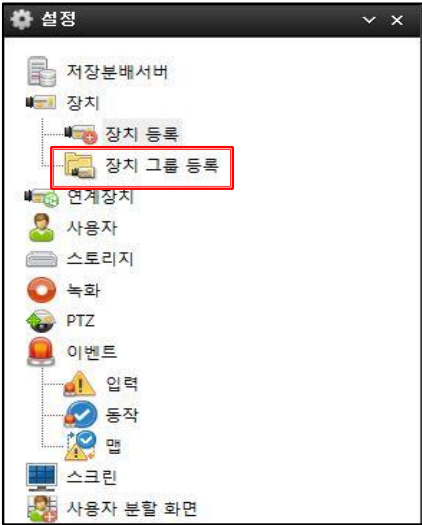 설정
저장분배서버
장치
장치 등록
장치 그룹 등록
연계장치
사용자
스토리지
녹화
PTZ
이벤트
입력
동작
맵
스크린
사용자 분할 화면